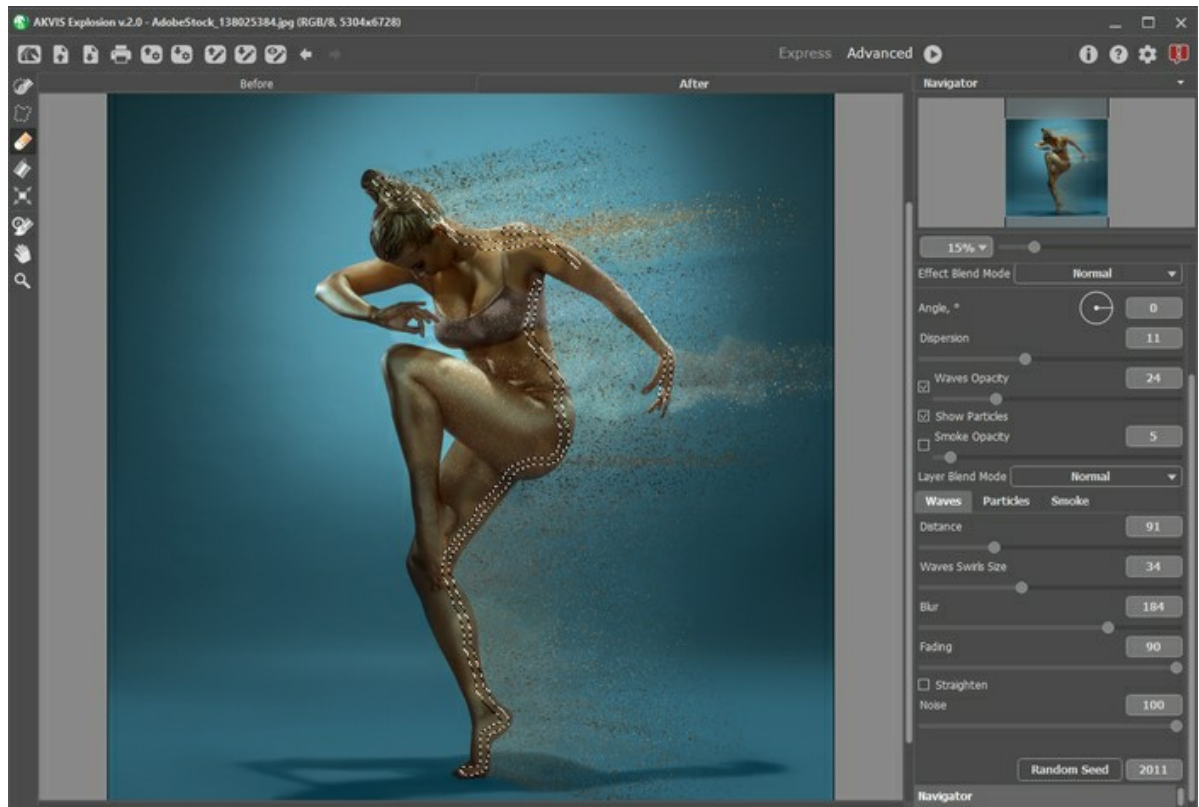 AKVIS Explosion v.2.0 - AdobeStock_138025384.jpg (RGB/8, 5304x6728)
Express Advanced
Before After
Navigator
15%
Effect Blend Mode Normal
Angle, ° 0
Dispersion 11
Waves Opacity 24
Show Particles
Smoke Opacity 5
Layer Blend Mode Normal
Waves Particles Smoke
Distance 91
Waves Swirls Size 34
Blur 184
Fading 90
Straighten
Noise 100
Random Seed 2011
Navigator